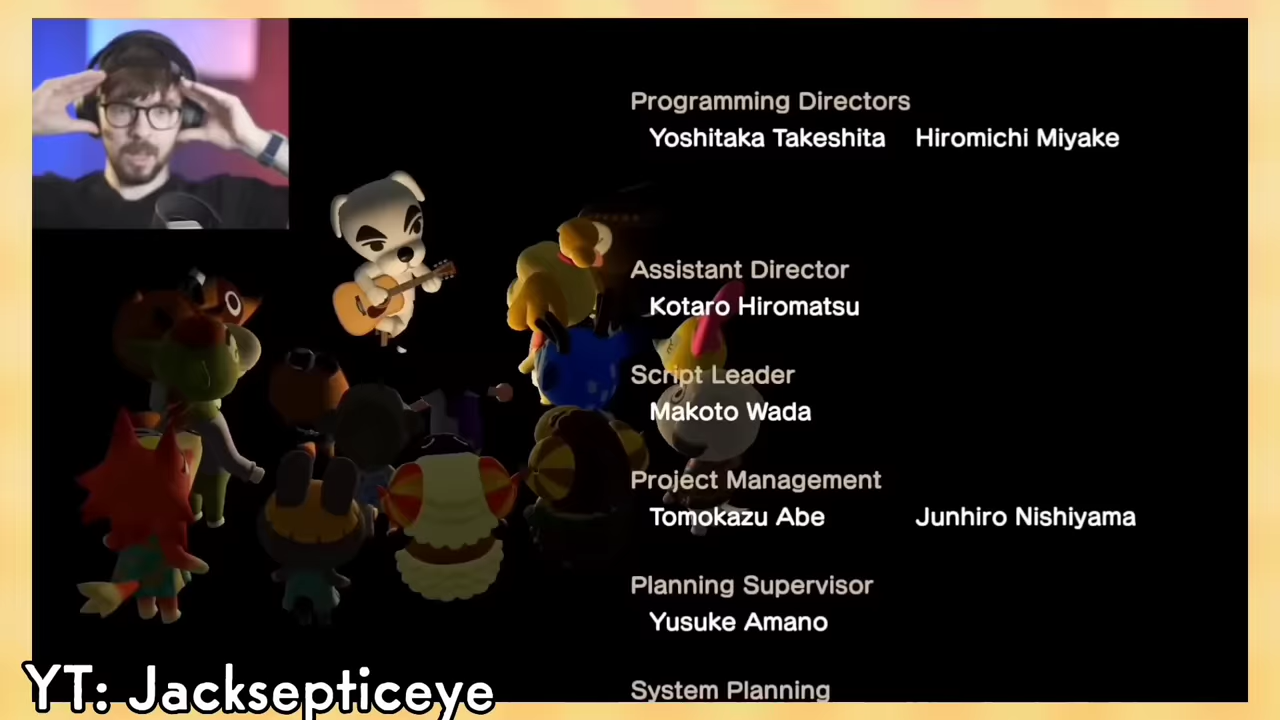 Programming Directors
Yoshitaka Takeshita Hiromichi Miyake
Assistant Director
Kotaro Hiromatsu
Script Leader
Makoto Wada
Project Management
Tomokazu Abe Junhiro Nishiyama
Planning Supervisor
Yusuke Amano
System Planning
YT: Jacksepticeye